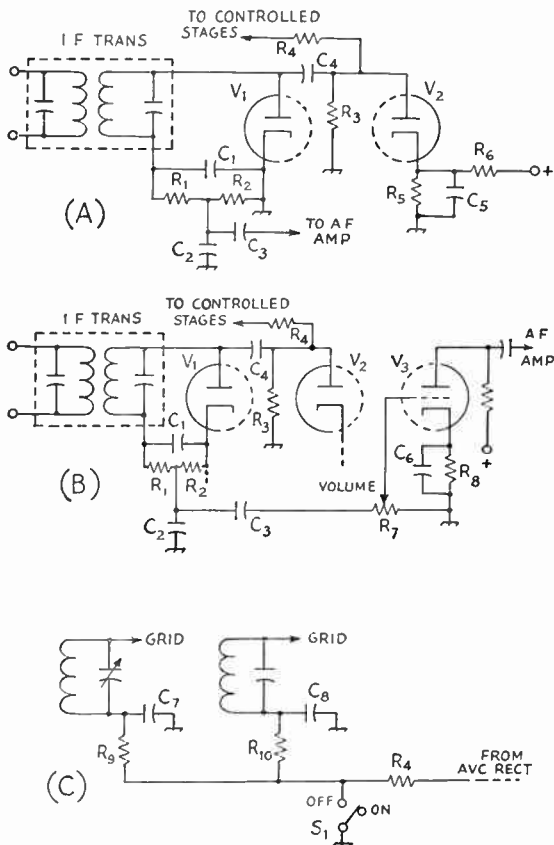 TO CONTROLLED
STAGES
I F TRANS
R4
C4
V1
V2
R3
C1
R1
R2
R6
+
R5
C5
(A)
C2
C3
TO AF
AMP
TO CONTROLLED
STAGES
I F TRANS
R4
V1
C4
V2
V3
AF
AMP
R3
C1
+
(B)
R1
R2
C6
R8
VOLUME
C2
C3
R7
GRID
GRID
C7
C8
R9
R10
R4
FROM
AVC RECT
(C)
OFF
ON
S1